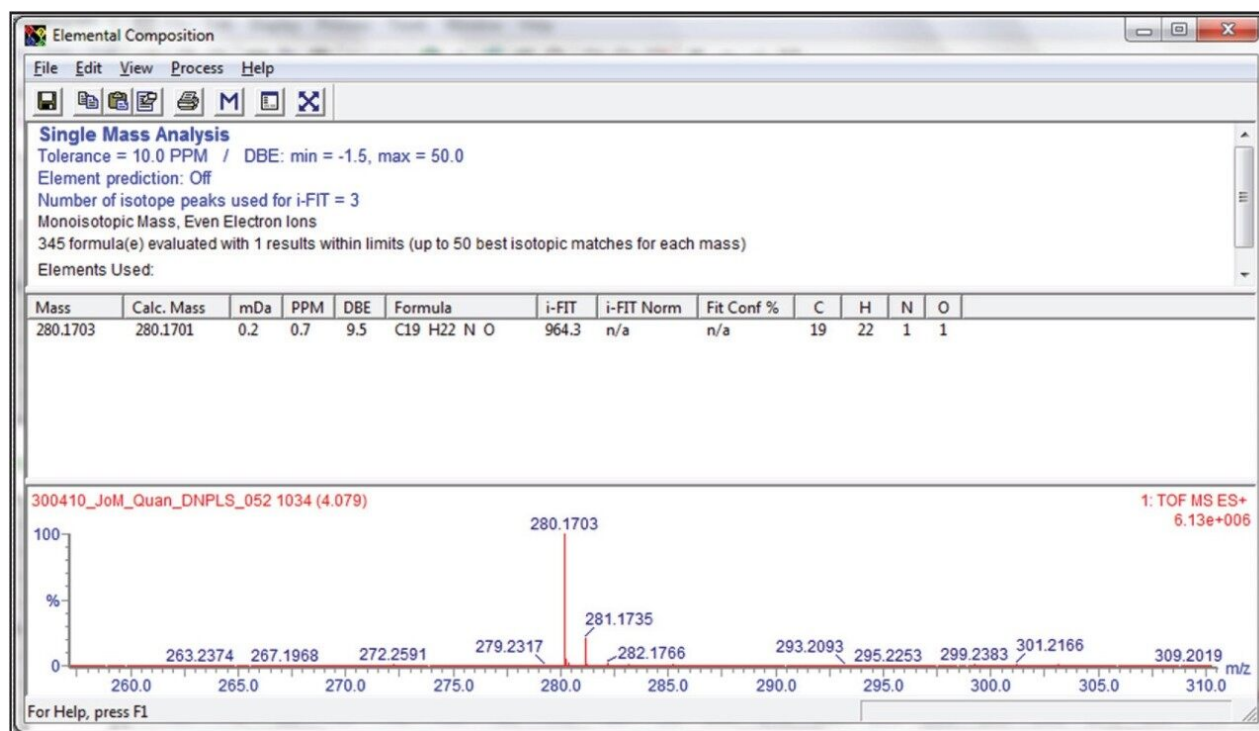 Elemental Composition
File Edit View Process Help
Single Mass Analysis
Tolerance = 10.0 PPM / DBE: min = -1.5, max = 50.0
Element prediction: Off
Number of isotope peaks used for i-FIT = 3
Monoisotopic Mass, Even Electron Ions
345 formula(e) evaluated with 1 results within limits (up to 50 best isotopic matches for each mass)
Elements Used:
Mass Calc. Mass mDa PPM DBE Formula i-FIT i-FIT Norm Fit Conf % C H N O
280.1703 280.1701 0.2 0.7 9.5 C19 H22 N O 964.3 n/a n/a 19 22 1 1
300410_JoM_Quan_DNPLS_052 1034 (4.079) 1: TOF MS ES+
6.13e+006
280.1703
100
%
281.1735
263.2374 267.1968 272.2591 279.2317 282.1766 293.2093 295.2253 299.2383 301.2166 309.2019
0
m/z
260.0 265.0 270.0 275.0 280.0 285.0 290.0 295.0 300.0 305.0 310.0
For Help, press F1